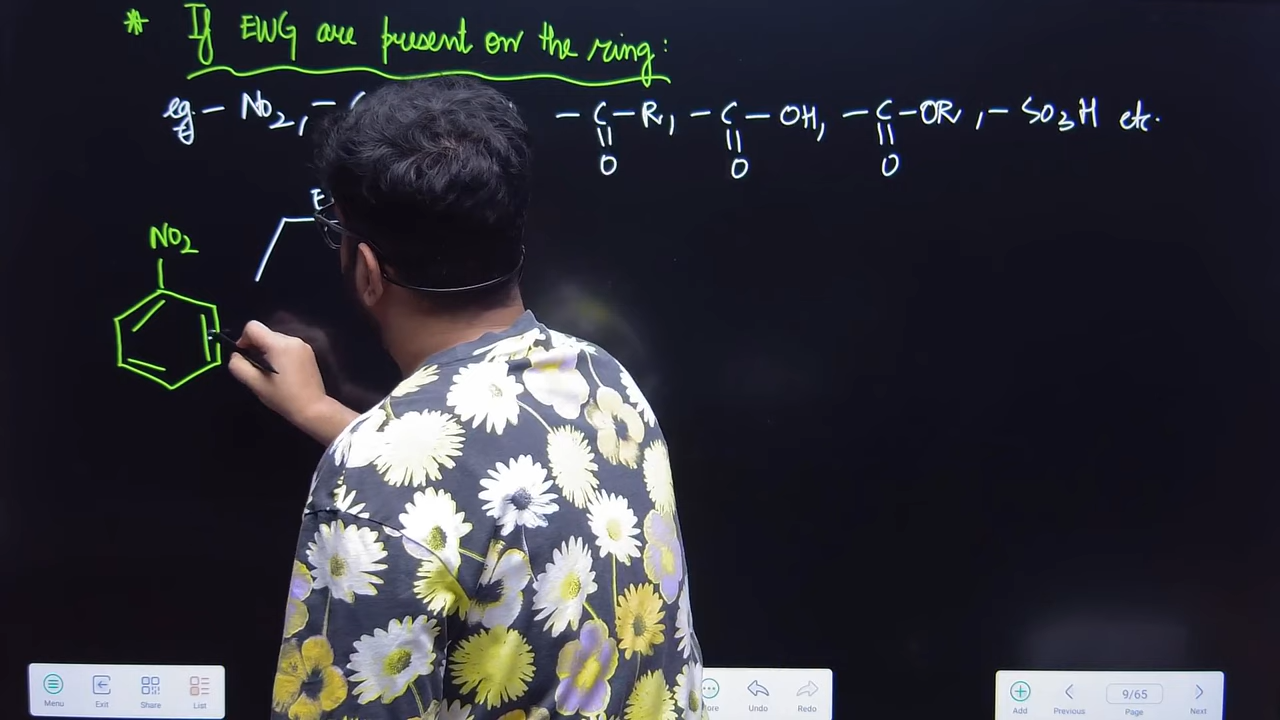 * If EWG are present on the ring:
eg - NO2, - C - C - R, - C - OH, - C - OR, - SO3H etc.
O O O
E
NO2
Menu Exit Share List ore Undo Redo Add Previous 9/65 Page Next